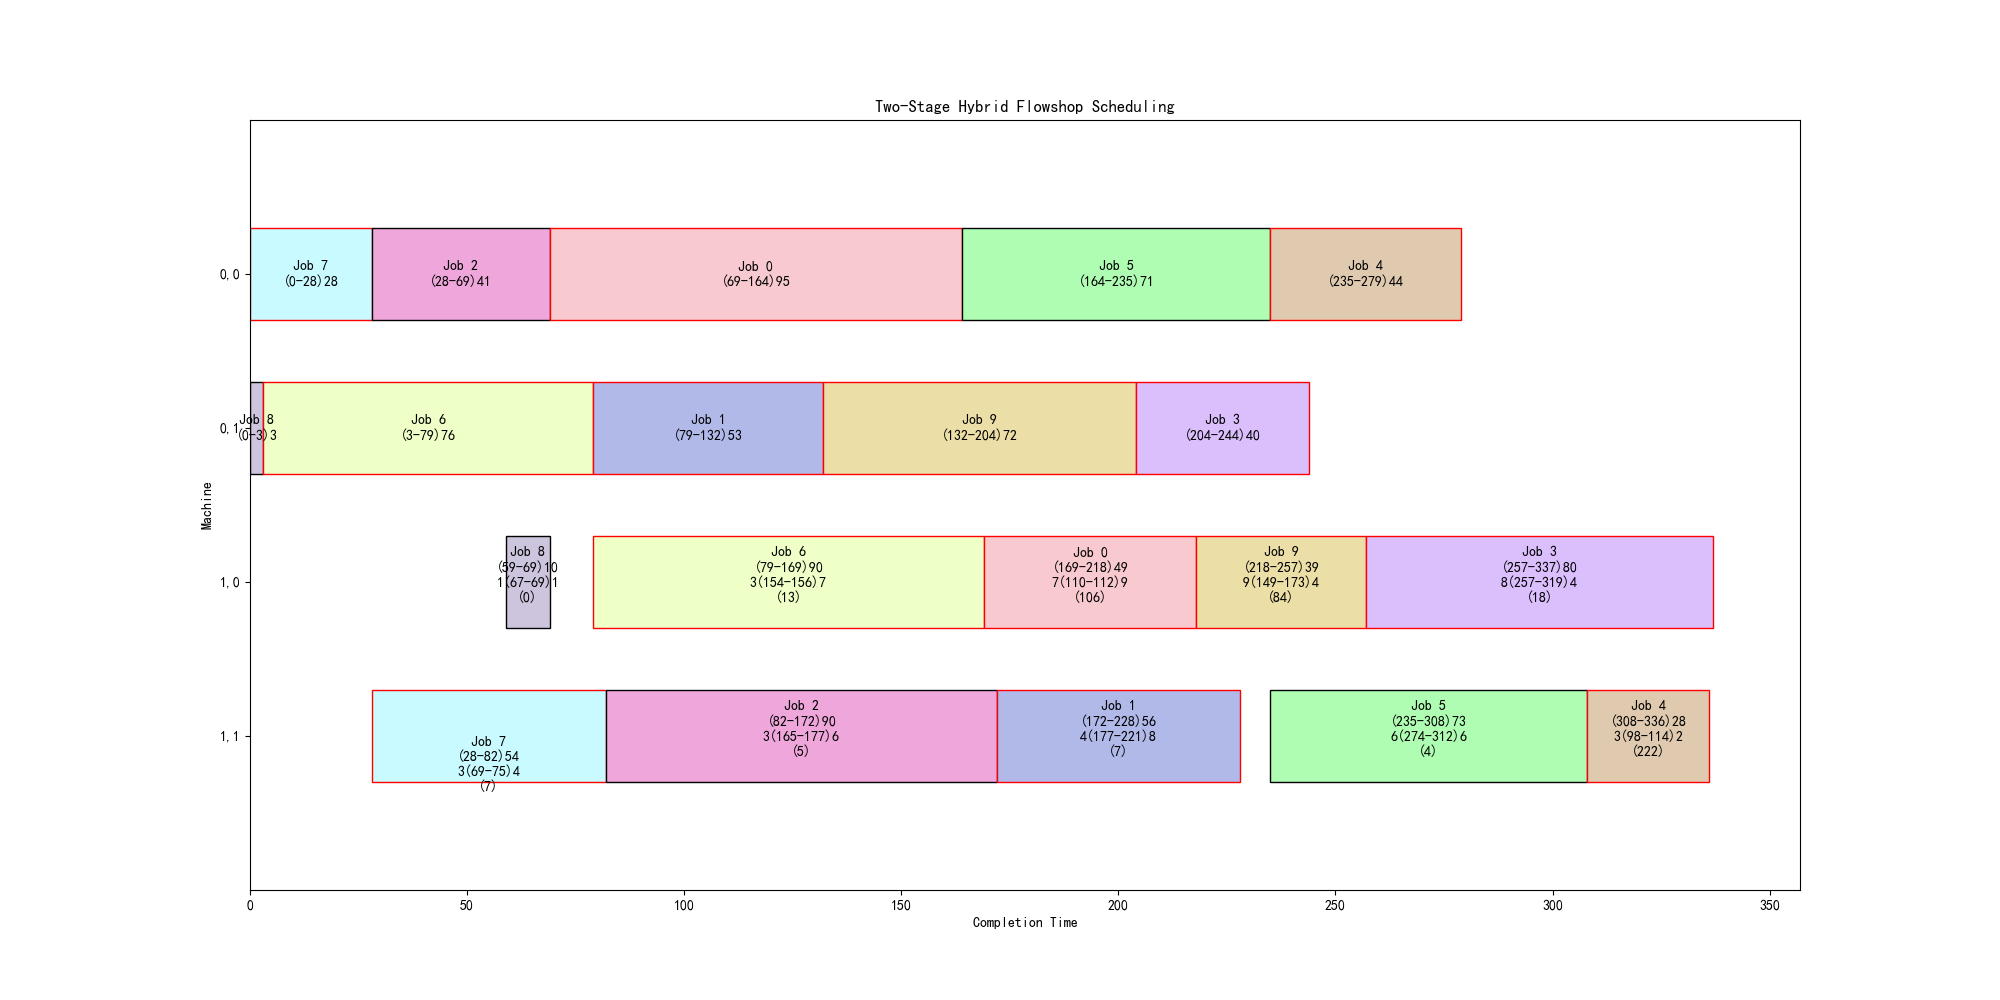 Two-Stage Hybrid Flowshop Scheduling
Machine
0,0
Job 7
(0-28)28
Job 2
(28-69)41
Job 0
(69-164)95
Job 5
(164-235)71
Job 4
(235-279)44
0,1
Job 8
(0-3)3
Job 6
(3-79)76
Job 1
(79-132)53
Job 9
(132-204)72
Job 3
(204-244)40
1,0
Job 8
(59-69)10
1(67-69)1
(0)
Job 6
(79-169)90
3(154-156)7
(13)
Job 0
(169-218)49
7(110-112)9
(106)
Job 9
(218-257)39
9(149-173)4
(84)
Job 3
(257-337)80
8(257-319)4
(18)
1,1
Job 7
(28-82)54
3(69-75)4
(7)
Job 2
(82-172)90
3(165-177)6
(5)
Job 1
(172-228)56
4(177-221)8
(7)
Job 5
(235-308)73
6(274-312)6
(4)
Job 4
(308-336)28
3(98-114)2
(222)
0 50 100 150 200 250 300 350
Completion Time